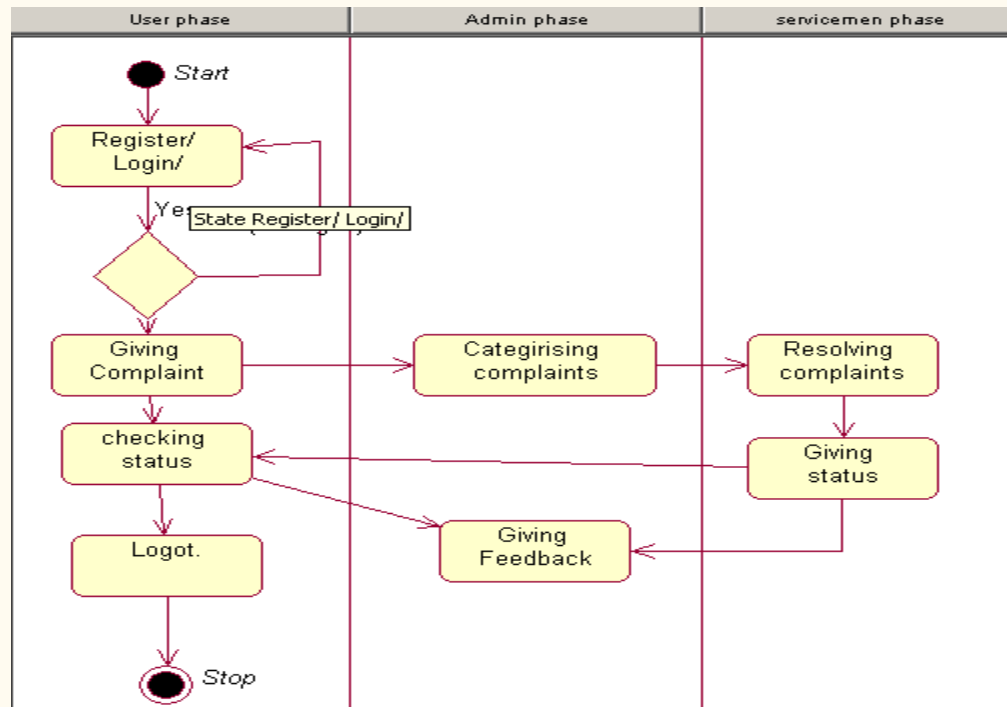 User phase
Admin phase
servicemen phase
Start
Register/
Login/
Yes
State Register/ Login/
Giving
Complaint
Categirising
complaints
Resolving
complaints
checking
status
Giving
status
Logot.
Giving
Feedback
Stop